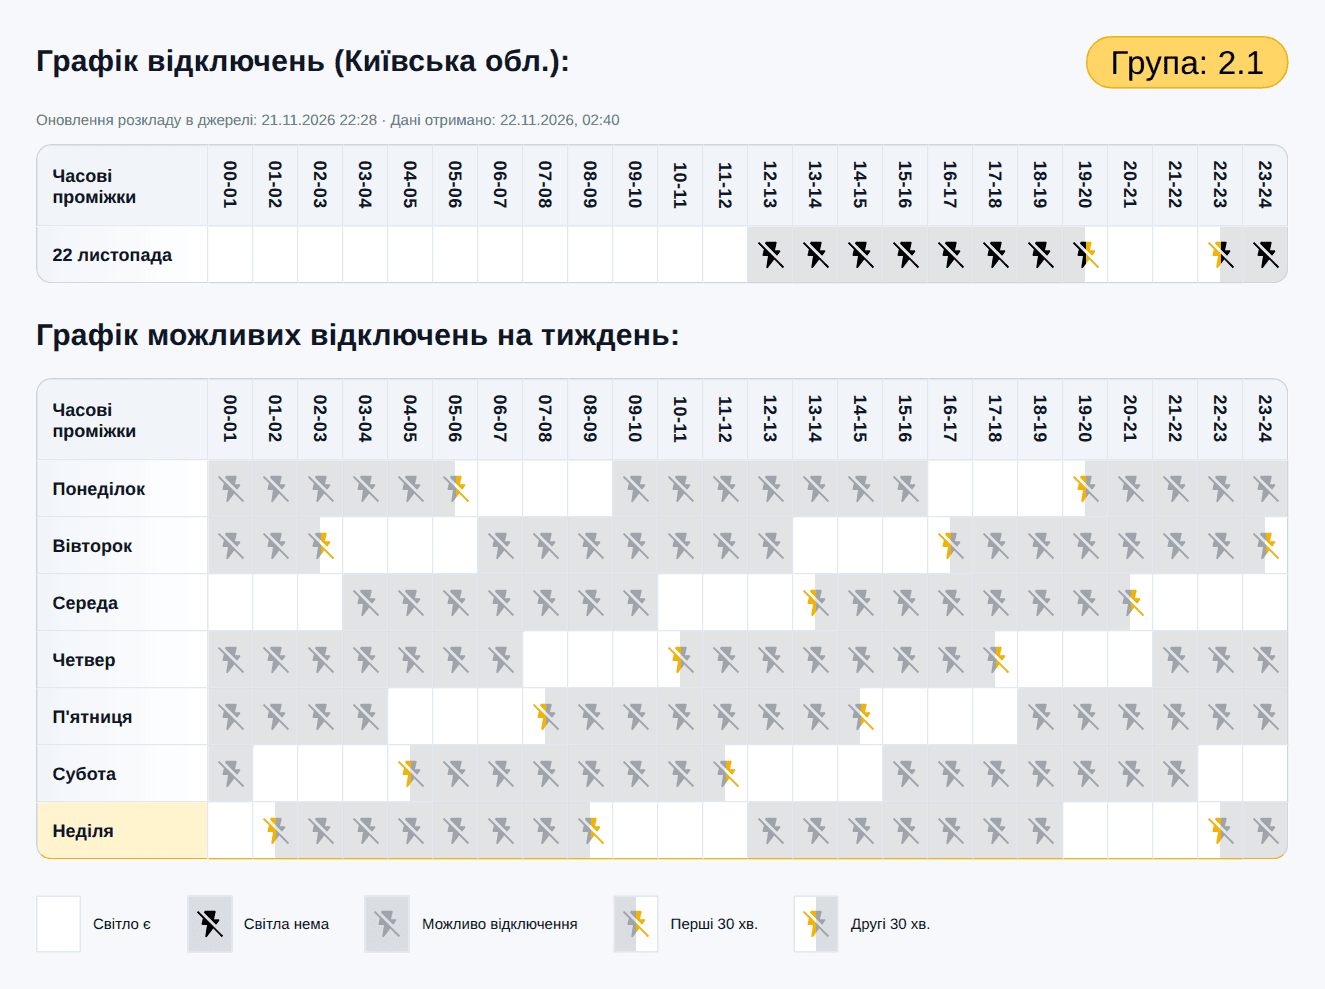 Графік відключень (Київська обл.):
Група: 2.1
Оновлення розкладу в джерелі: 21.11.2026 22:28 · Дані отримано: 22.11.2026, 02:40
Часові
проміжки
00-01 01-02 02-03 03-04 04-05 05-06 06-07 07-08 08-09 09-10 10-11 11-12 12-13 13-14 14-15 15-16 16-17 17-18 18-19 19-20 20-21 21-22 22-23 23-24
22 листопада
Графік можливих відключень на тиждень:
Часові
проміжки
00-01 01-02 02-03 03-04 04-05 05-06 06-07 07-08 08-09 09-10 10-11 11-12 12-13 13-14 14-15 15-16 16-17 17-18 18-19 19-20 20-21 21-22 22-23 23-24
Понеділок
Вівторок
Середа
Четвер
П'ятниця
Субота
Неділя
Світло є
Світла нема
Можливо відключення
Перші 30 хв.
Другі 30 хв.